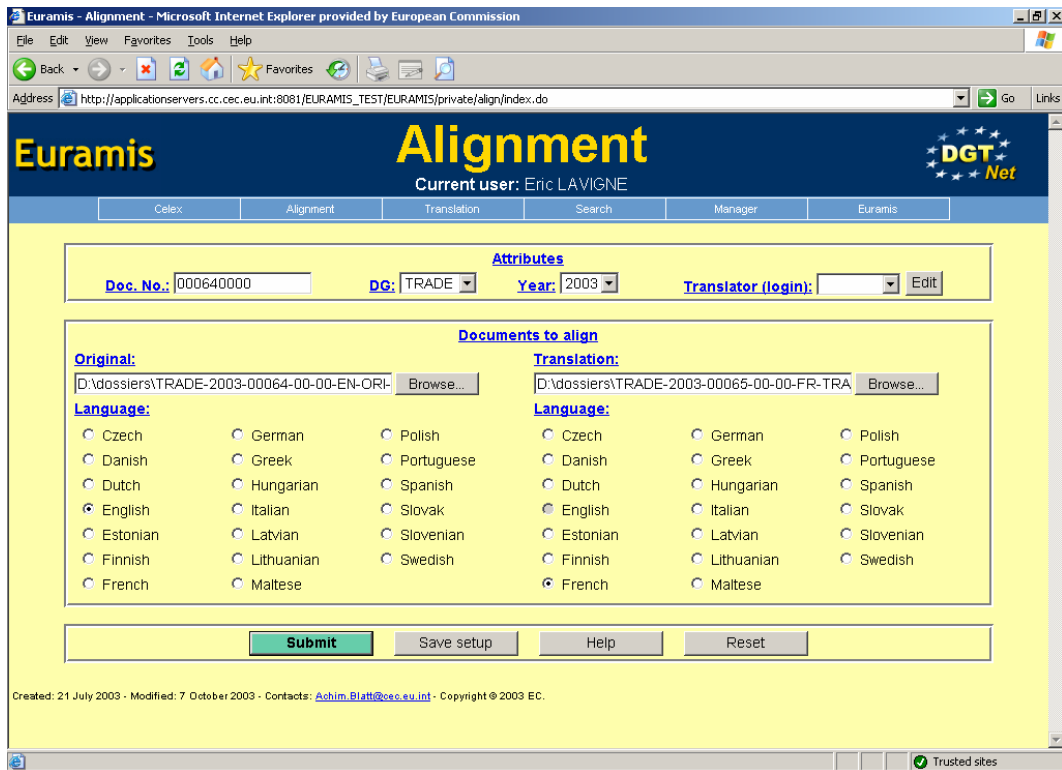 Euramis - Alignment - Microsoft Internet Explorer provided by European Commission
File Edit View Favorites Tools Help
Back Favorites
Address http://applicationservers.cc.cec.eu.int:8081/EURAMIS_TEST/EURAMIS/private/align/index.do Go Links
Euramis Alignment DGT Net
Current user: Eric LAVIGNE
Celex Alignment Translation Search Manager Euramis
Attributes
Doc. No.: 000640000 DG: TRADE Year: 2003 Translator (login): Edit
Documents to align
Original: Translation:
D:\dossiers\TRADE-2003-00064-00-00-EN-ORI- Browse... D:\dossiers\TRADE-2003-00065-00-00-FR-TRA Browse...
Language: Language:
Czech German Polish Czech German Polish
Danish Greek Portuguese Danish Greek Portuguese
Dutch Hungarian Spanish Dutch Hungarian Spanish
English Italian Slovak English Italian Slovak
Estonian Latvian Slovenian Estonian Latvian Slovenian
Finnish Lithuanian Swedish Finnish Lithuanian Swedish
French Maltese French Maltese
Submit Save setup Help Reset
Created: 21 July 2003 - Modified: 7 October 2003 - Contacts: Achim.Blatt@cec.eu.int - Copyright © 2003 EC.
Trusted sites